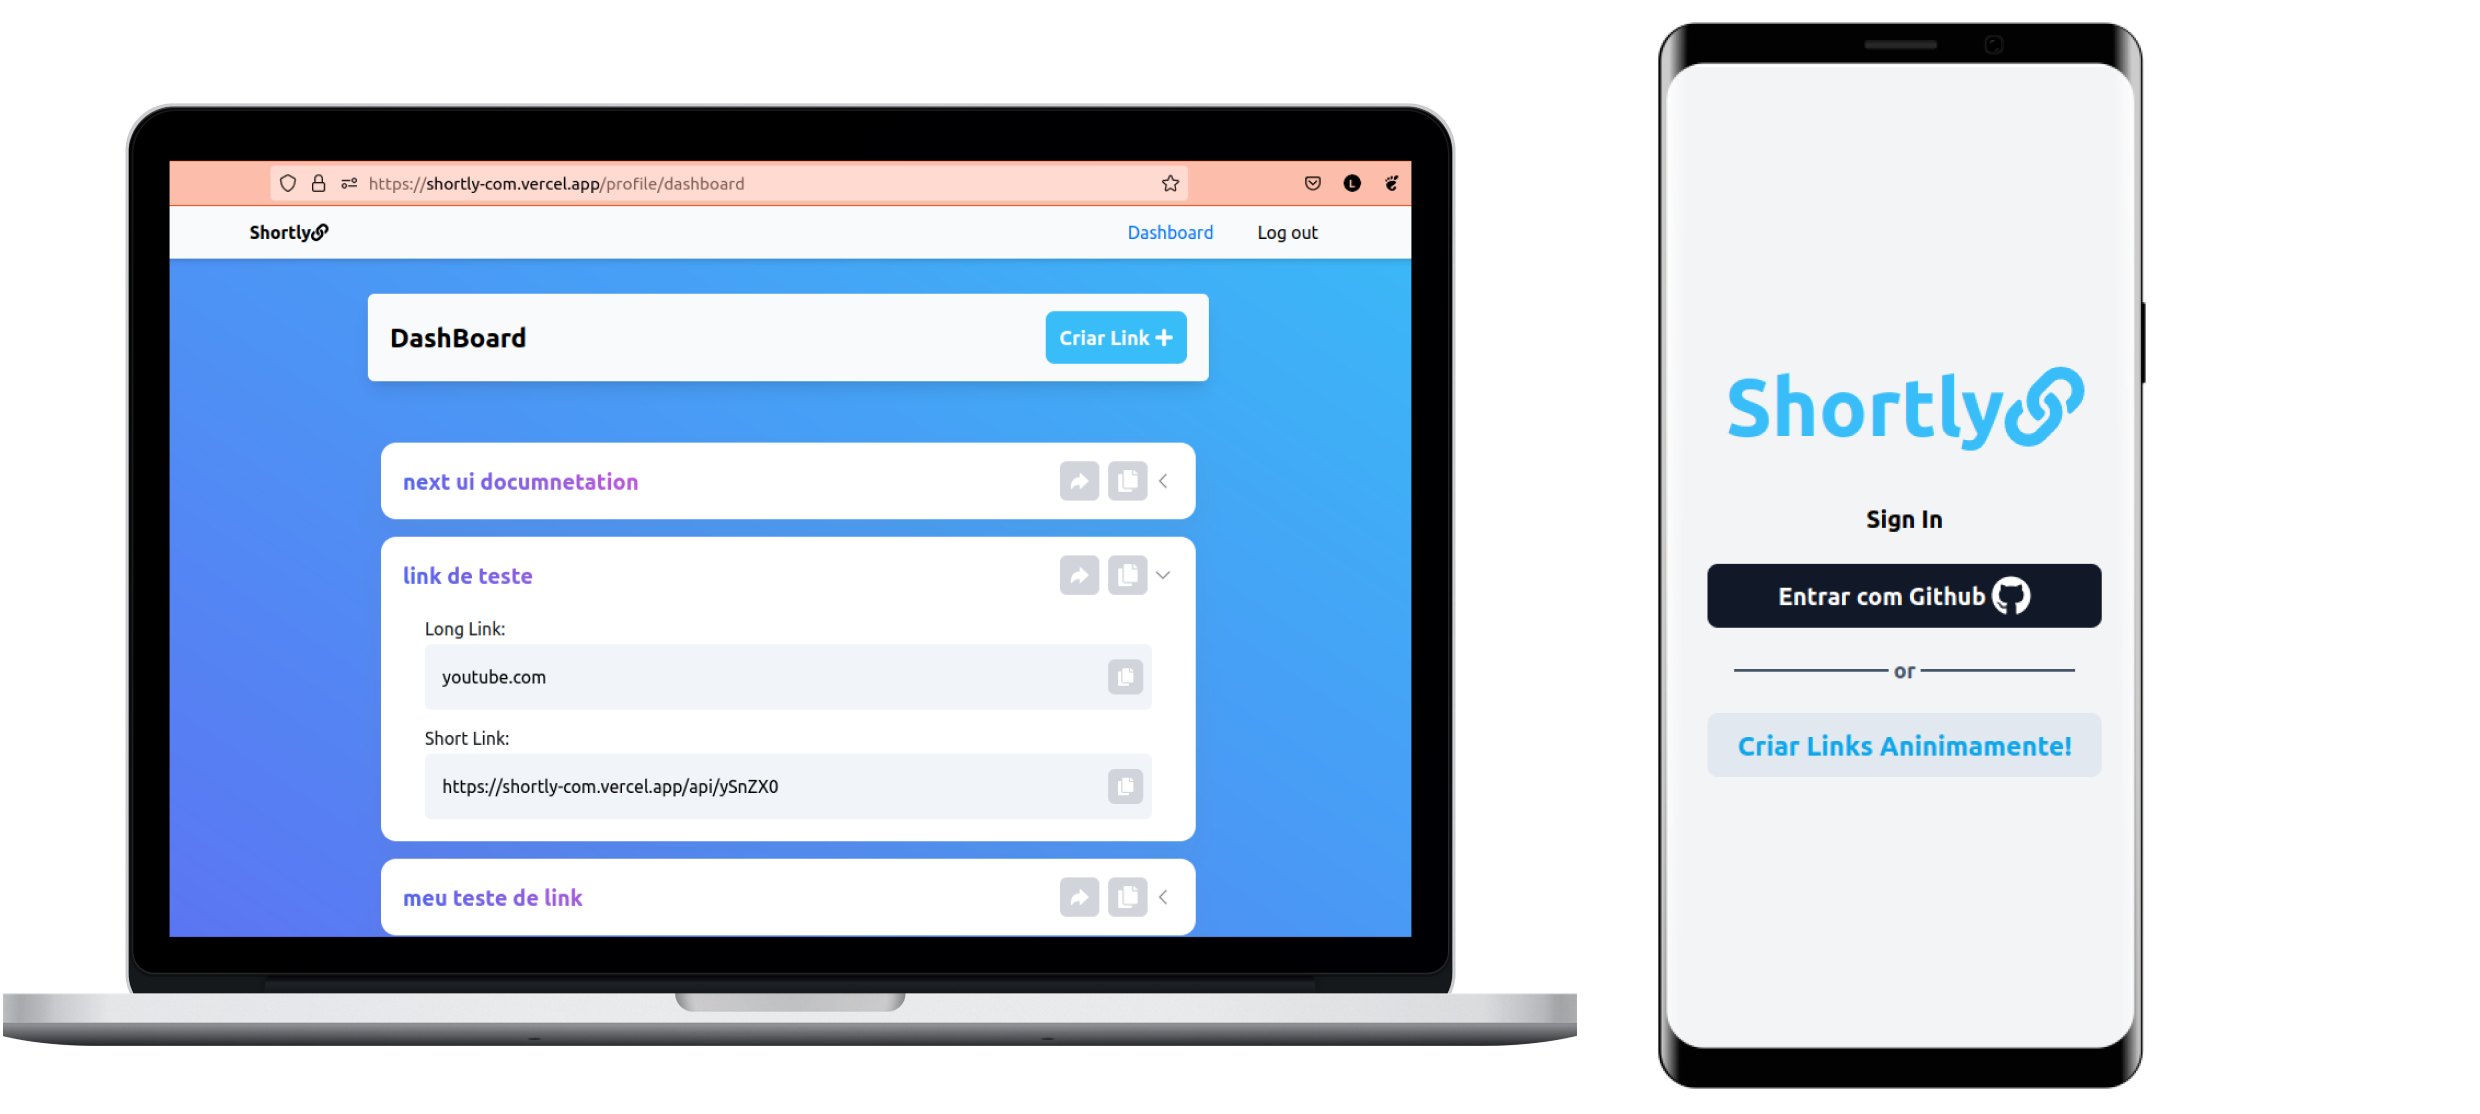 https://shortly-com.vercel.app/profile/dashboard
L
Shortly
Dashboard
Log out
DashBoard
Criar Link
next ui documnetation
link de teste
Long Link:
youtube.com
Short Link:
https://shortly-com.vercel.app/api/ySnZX0
meu teste de link
Shortly
Sign In
Entrar com Github
or
Criar Links Aninimamente!